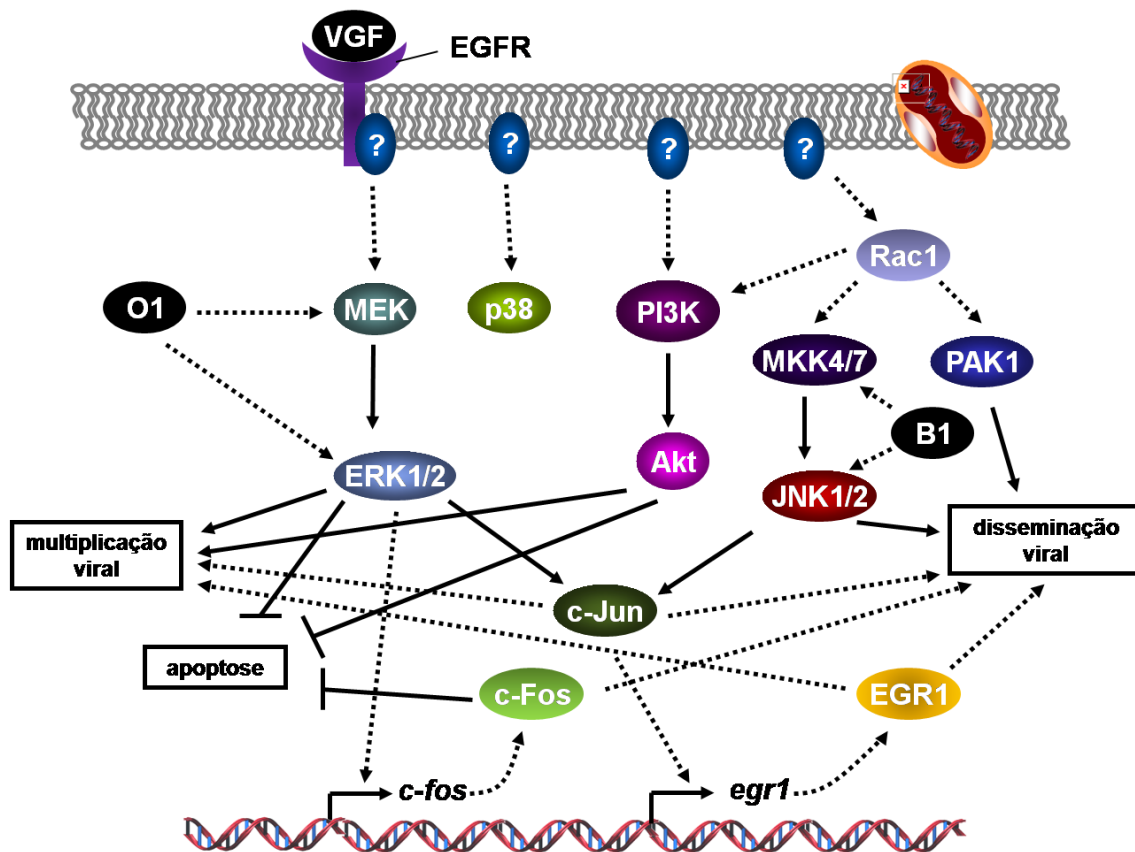 VGF
EGFR
?
?
?
?
Rac1
O1
MEK
p38
PI3K
MKK4/7
PAK1
B1
Akt
ERK1/2
JNK1/2
multiplicação
viral
disseminação
viral
c-Jun
apoptose
c-Fos
EGR1
c-fos
egr1